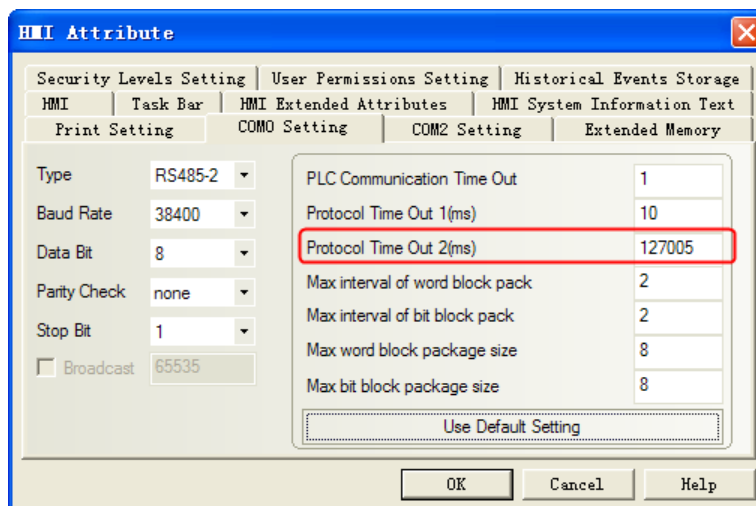 HMI Attribute
Security Levels Setting User Permissions Setting Historical Events Storage
HMI Task Bar HMI Extended Attributes HMI System Information Text
Print Setting COM0 Setting COM2 Setting Extended Memory
Type RS485-2
Baud Rate 38400
Data Bit 8
Parity Check none
Stop Bit 1
Broadcast 65535
PLC Communication Time Out 1
Protocol Time Out 1(ms) 10
Protocol Time Out 2(ms) 127005
Max interval of word block pack 2
Max interval of bit block pack 2
Max word block package size 8
Max bit block package size 8
Use Default Setting
OK Cancel Help